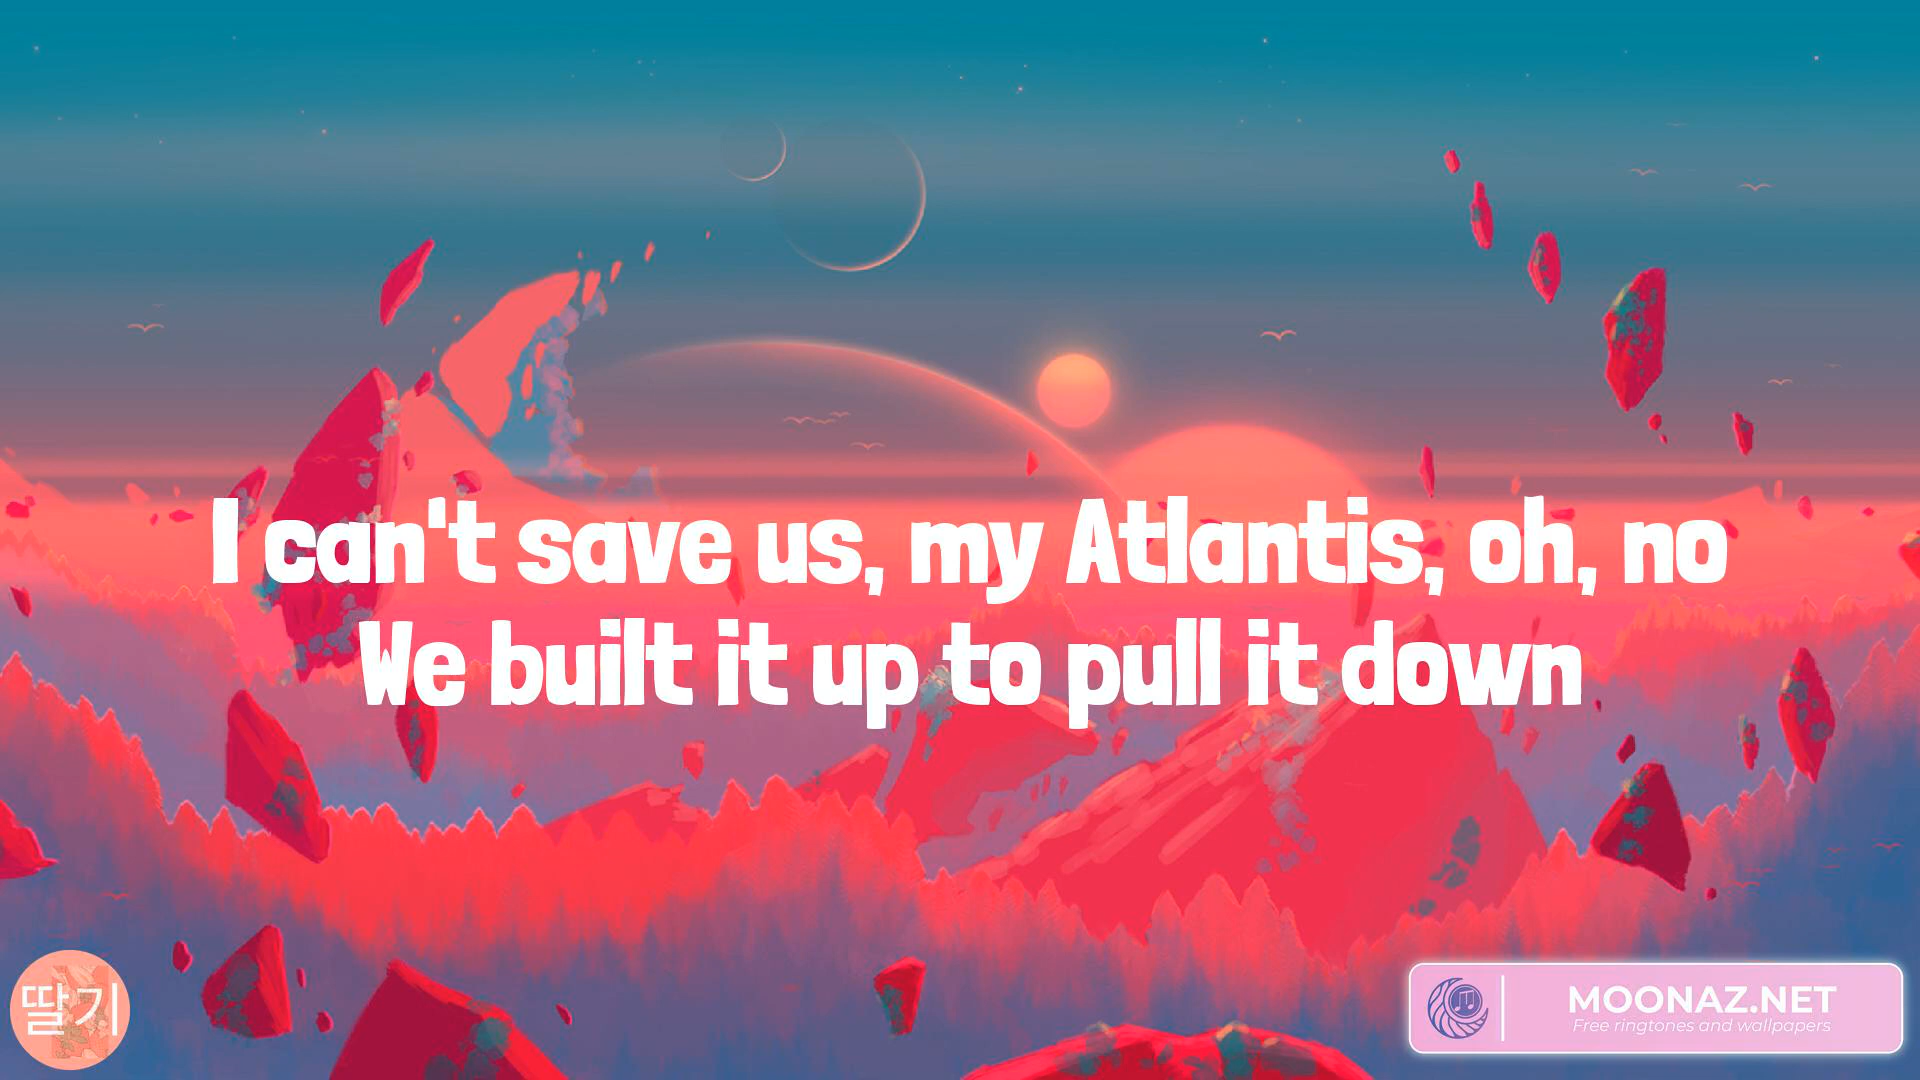 I can't save us, my Atlantis, oh, no
We built it up to pull it down
딸기
MOONAZ.NET
Free ringtones and wallpapers